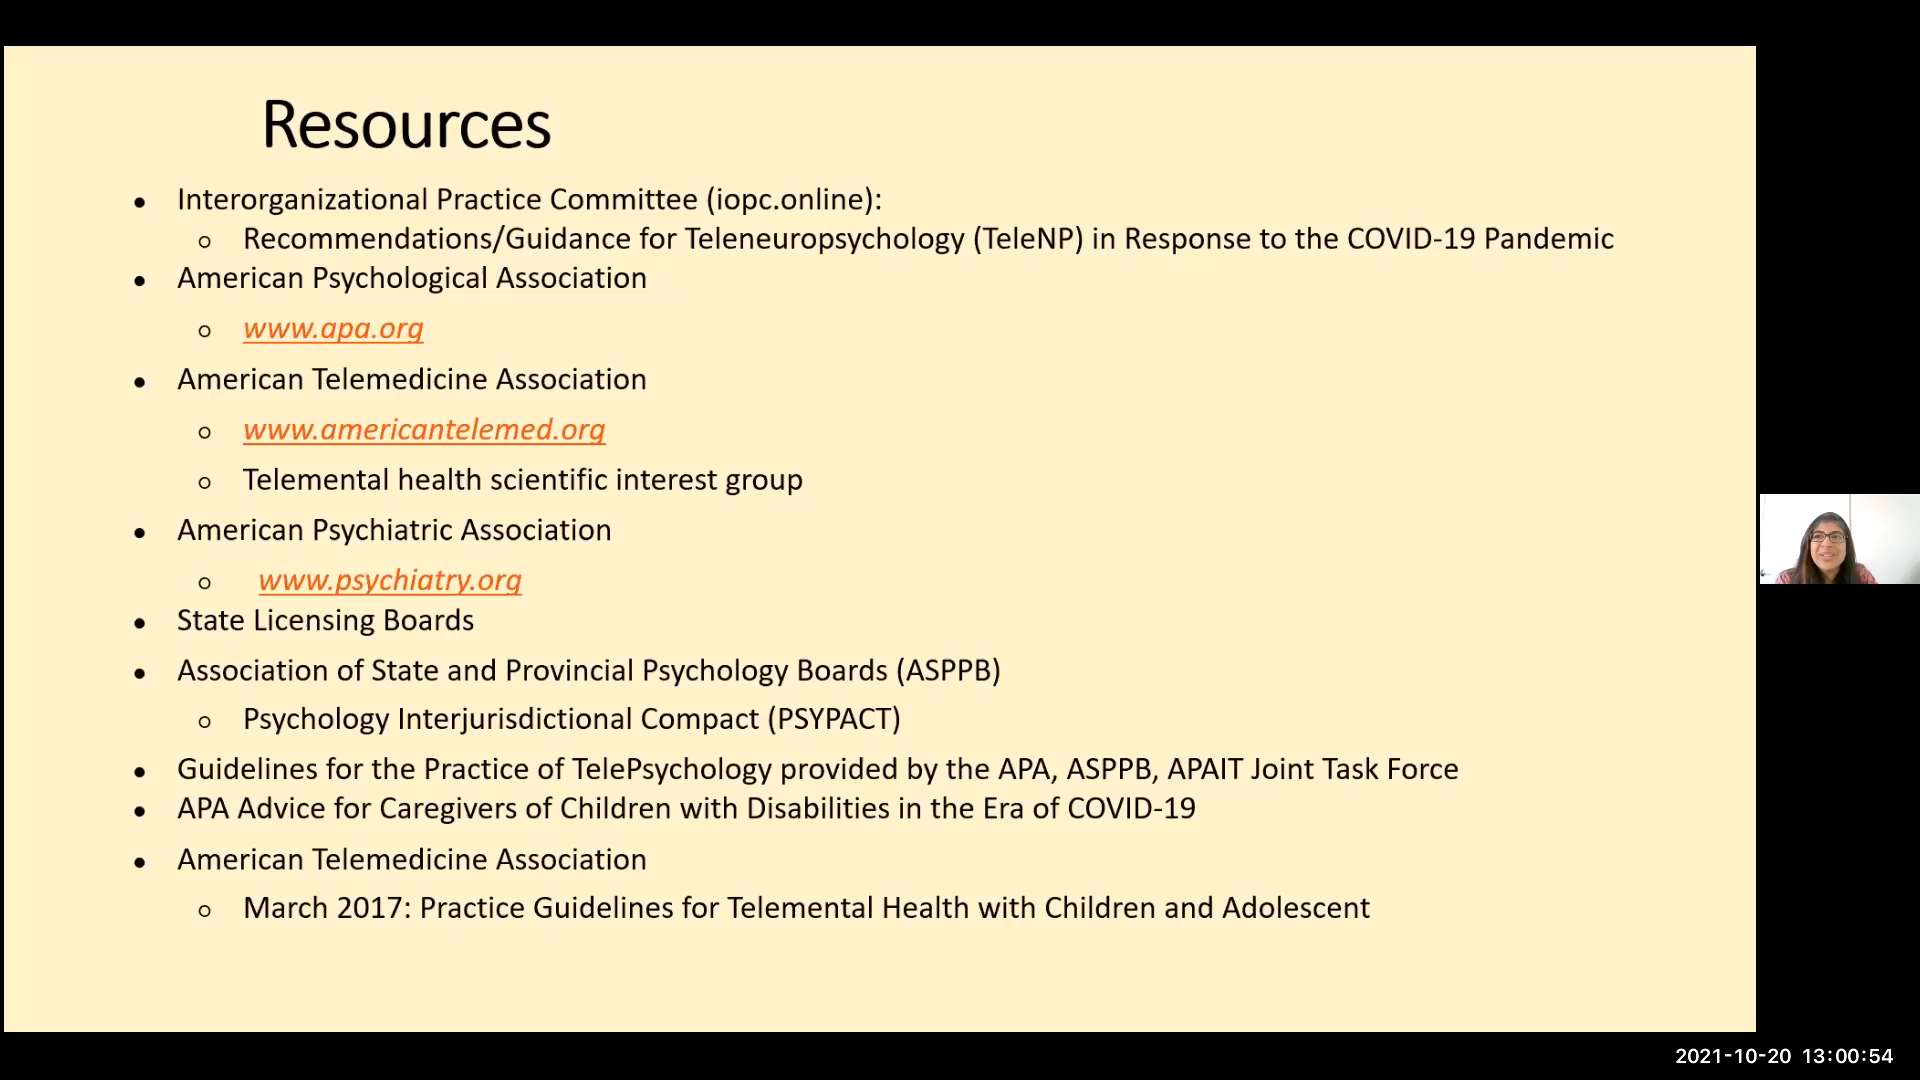 Resources
● Interorganizational Practice Committee (iopc.online):
○ Recommendations/Guidance for Teleneuropsychology (TeleNP) in Response to the COVID-19 Pandemic
● American Psychological Association
○ www.apa.org
● American Telemedicine Association
○ www.americantelemed.org
○ Telemental health scientific interest group
● American Psychiatric Association
○ www.psychiatry.org
● State Licensing Boards
● Association of State and Provincial Psychology Boards (ASPPB)
○ Psychology Interjurisdictional Compact (PSYPACT)
● Guidelines for the Practice of TelePsychology provided by the APA, ASPPB, APAIT Joint Task Force
● APA Advice for Caregivers of Children with Disabilities in the Era of COVID-19
● American Telemedicine Association
○ March 2017: Practice Guidelines for Telemental Health with Children and Adolescent
2021-10-20 13:00:54